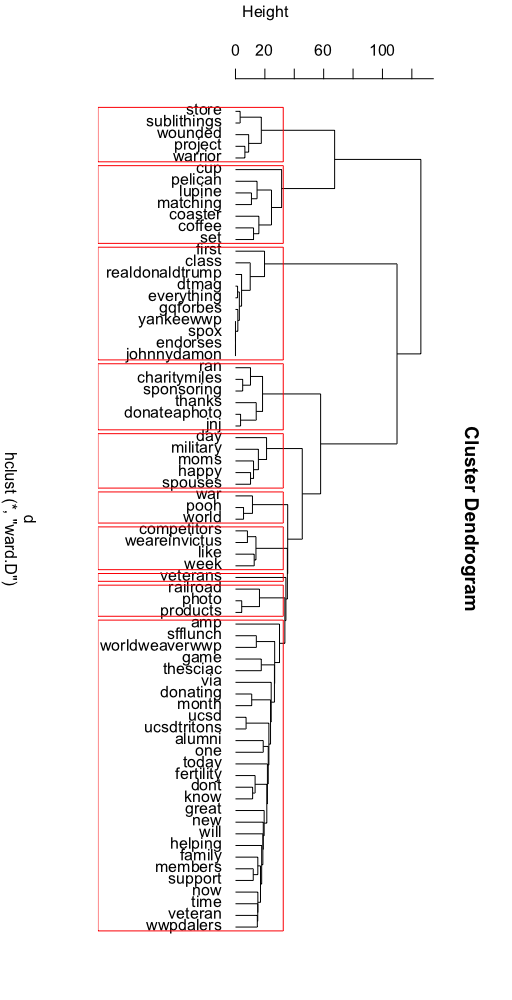 Height
0 20 60 100
store
sublithings
wounded
project
warrior
cup
pelican
lupine
matching
coaster
coffee
set
first
class
realdonaldtrump
dtmag
everything
gqforbes
yankeewwp
spox
endorses
johnnydamon
ran
charitymiles
sponsoring
thanks
donateaphoto
jnj
day
military
moms
happy
spouses
war
pooh
world
competitors
weareinvictus
like
week
veterans
railroad
photo
products
amp
sfflunch
worldweaverwwp
game
thesciac
via
donating
month
ucsd
ucsdtritons
alumni
one
today
fertility
dont
know
great
new
will
helping
family
members
support
now
time
veteran
wwpdalers
Cluster Dendrogram
d
hclust (*, "ward.D")